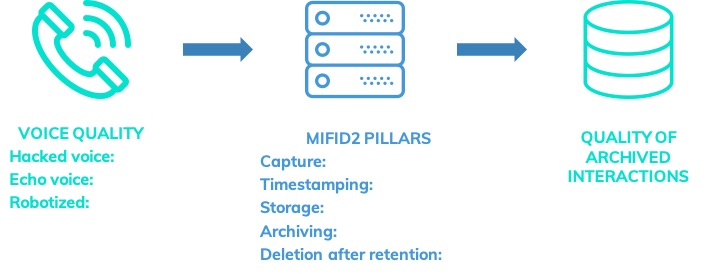 VOICE QUALITY
Hacked voice:
Echo voice:
Robotized:
MIFID2 PILLARS
Capture:
Timestamping:
Storage:
Archiving:
Deletion after retention:
QUALITY OF
ARCHIVED
INTERACTIONS